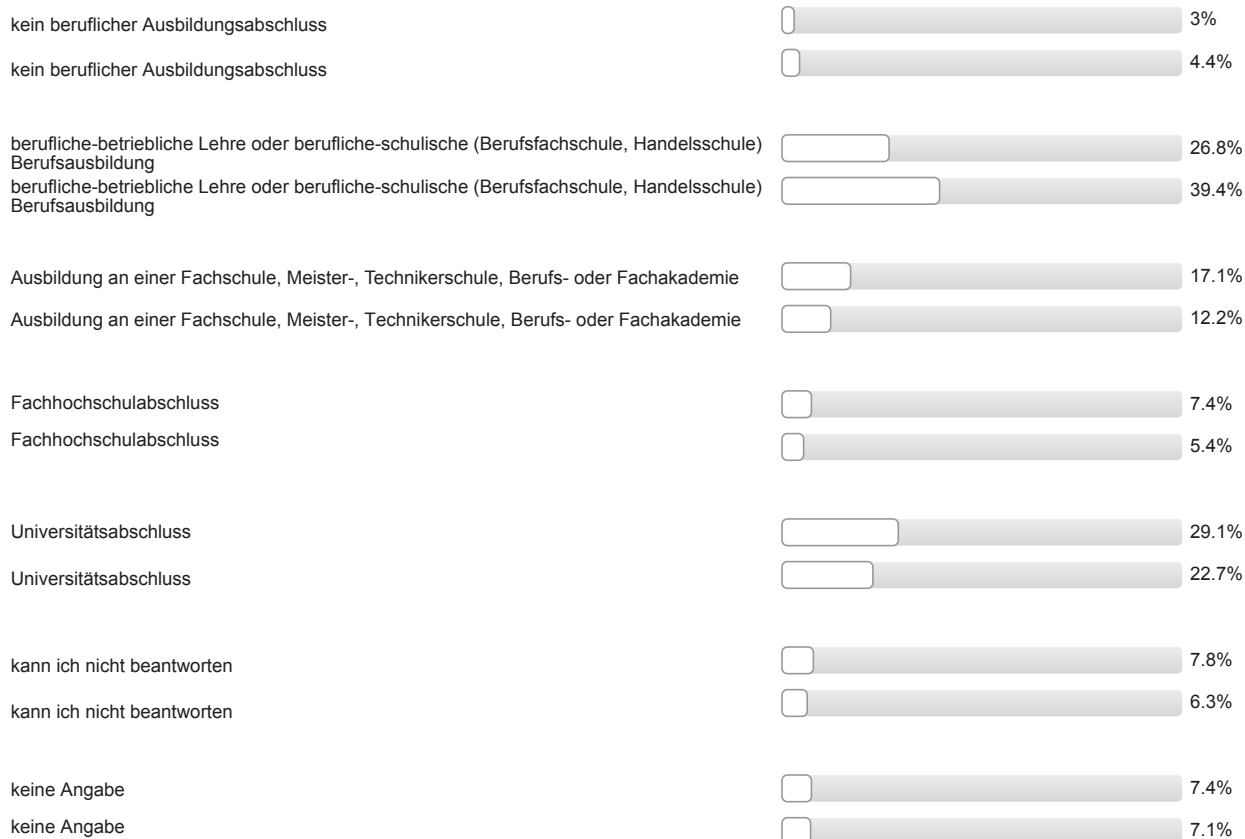 kein beruflicher Ausbildungsabschluss 3%
kein beruflicher Ausbildungsabschluss 4.4%
berufliche-betriebliche Lehre oder berufliche-schulische (Berufsfachschule, Handelsschule) 26.8%
Berufsausbildung
berufliche-betriebliche Lehre oder berufliche-schulische (Berufsfachschule, Handelsschule) 39.4%
Berufsausbildung
Ausbildung an einer Fachschule, Meister-, Technikerschule, Berufs- oder Fachakademie 17.1%
Ausbildung an einer Fachschule, Meister-, Technikerschule, Berufs- oder Fachakademie 12.2%
Fachhochschulabschluss 7.4%
Fachhochschulabschluss 5.4%
Universitätsabschluss 29.1%
Universitätsabschluss 22.7%
kann ich nicht beantworten 7.8%
kann ich nicht beantworten 6.3%
keine Angabe 7.4%
keine Angabe 7.1%